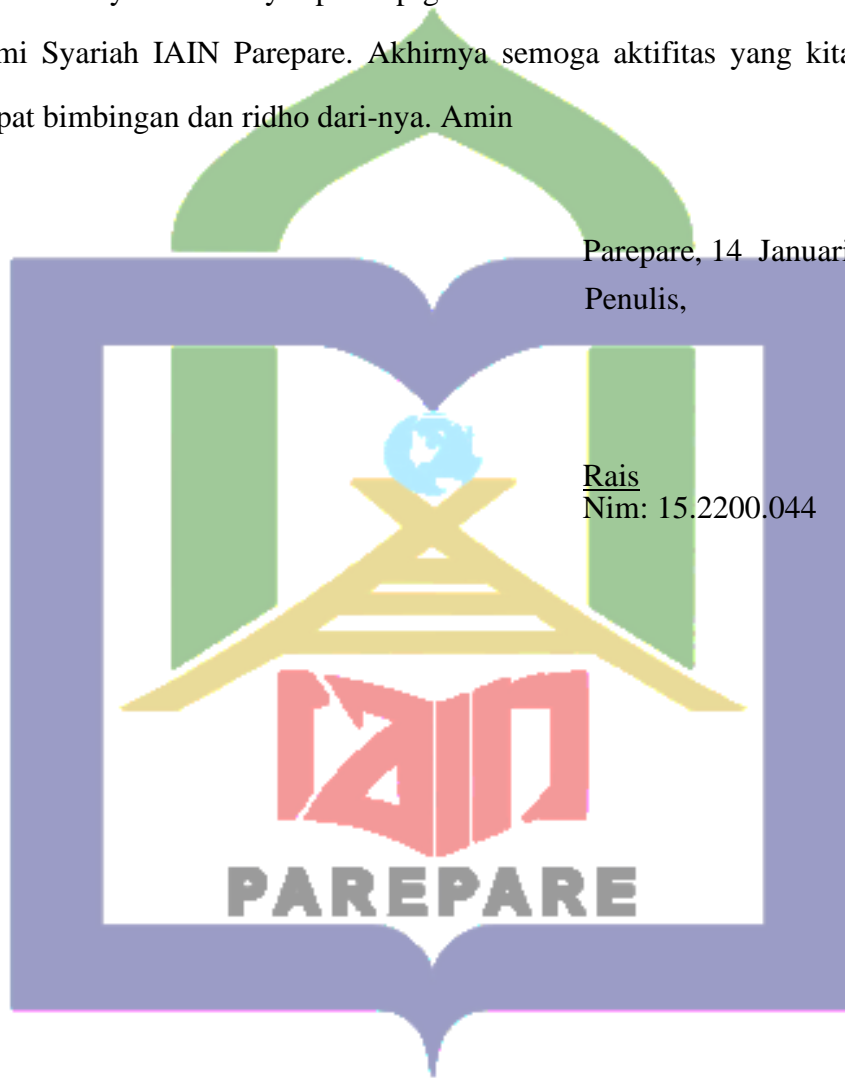 mi Syariah IAIN Parepare. Akhirnya semoga aktifitas yang kita
pat bimbingan dan ridho dari-nya. Amin
Parepare, 14 Januari
Penulis,
Rais
Nim: 15.2200.044
iain
PAREPARE